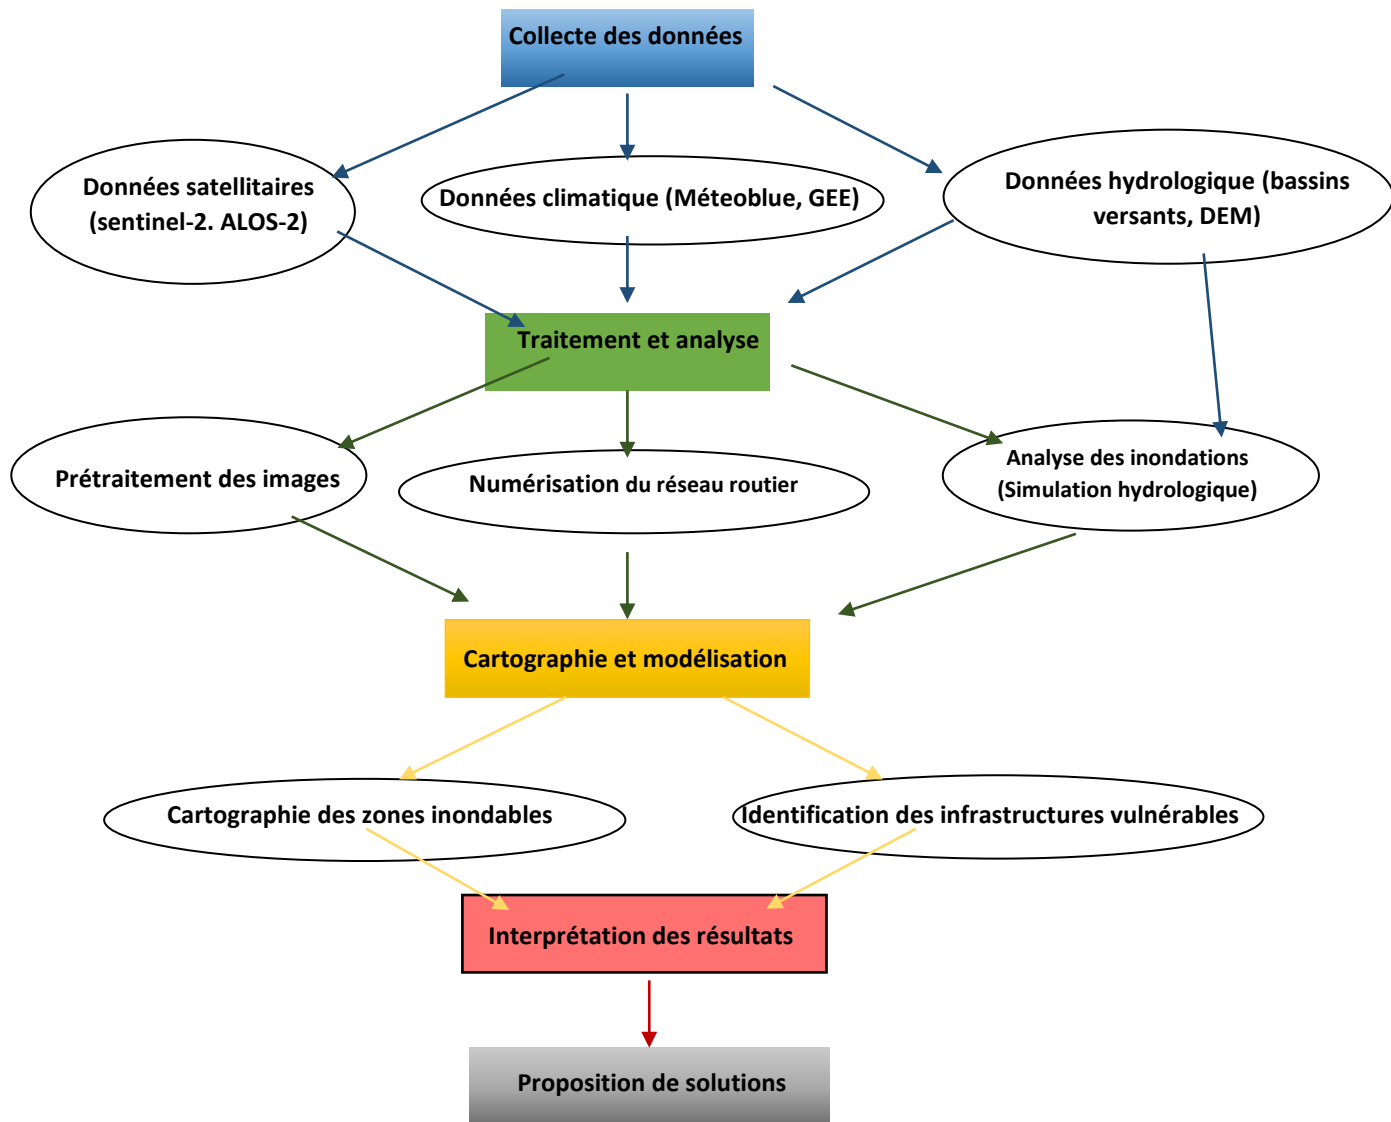 Collecte des données
Données satellitaires
(sentinel-2. ALOS-2)
Données climatique (Météoblue, GEE)
Données hydrologique (bassins
versants, DEM)
Traitement et analyse
Prétraitement des images
Numérisation du réseau routier
Analyse des inondations
(Simulation hydrologique)
Cartographie et modélisation
Cartographie des zones inondables
Identification des infrastructures vulnérables
Interprétation des résultats
Proposition de solutions